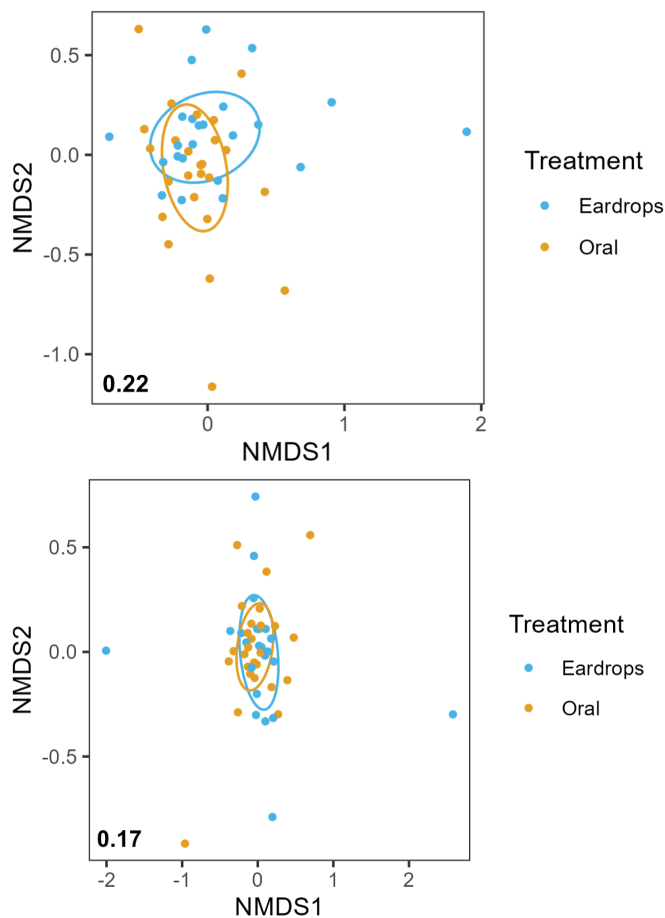 0.5
0.0
-0.5
-1.0
NMDS2
0.22
0
1
2
NMDS1
Treatment
Eardrops
Oral
0.5
0.0
-0.5
NMDS2
0.17
-2
-1
0
1
2
NMDS1
Treatment
Eardrops
Oral